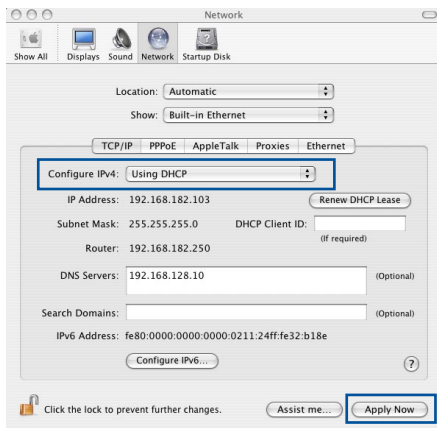 Network
Show All Displays Sound Network Startup Disk
Location: Automatic
Show: Built-in Ethernet
TCP/IP PPPoE AppleTalk Proxies Ethernet
Configure IPv4: Using DHCP
IP Address: 192.168.182.103 Renew DHCP Lease
Subnet Mask: 255.255.255.0 DHCP Client ID:
(If required)
Router: 192.168.182.250
DNS Servers: 192.168.128.10 (Optional)
Search Domains: (Optional)
IPv6 Address: fe80:0000:0000:0000:0211:24ff:fe32:b18e
Configure IPv6... ?
Click the lock to prevent further changes. Assist me... Apply Now